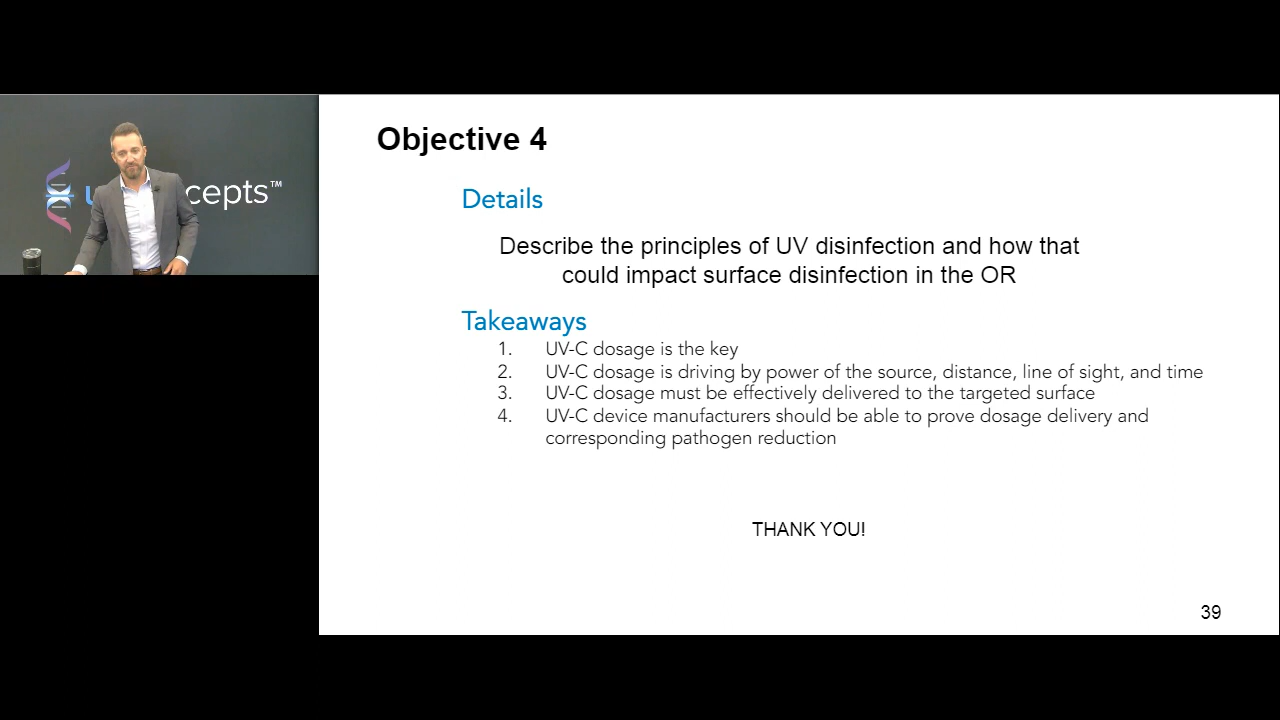 cepts™
Objective 4
Details
Describe the principles of UV disinfection and how that
could impact surface disinfection in the OR
Takeaways
1. UV-C dosage is the key
2. UV-C dosage is driving by power of the source, distance, line of sight, and time
3. UV-C dosage must be effectively delivered to the targeted surface
4. UV-C device manufacturers should be able to prove dosage delivery and
corresponding pathogen reduction
THANK YOU!
39